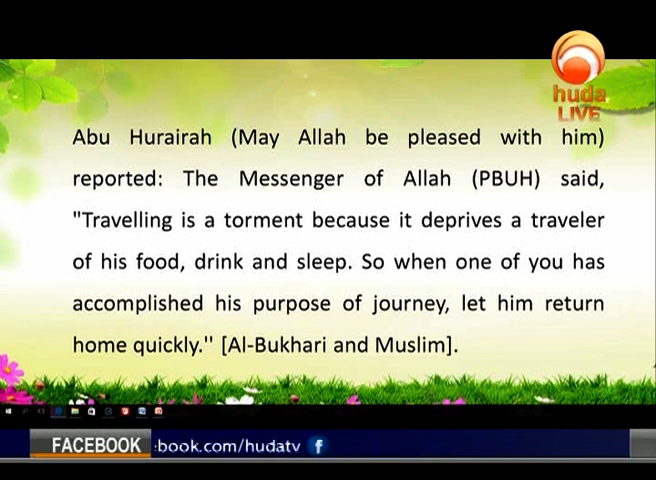 huda
LIVE
Abu Hurairah (May Allah be pleased with him)
reported: The Messenger of Allah (PBUH) said,
"Travelling is a torment because it deprives a traveler
of his food, drink and sleep. So when one of you has
accomplished his purpose of journey, let him return
home quickly.'' [Al-Bukhari and Muslim].
FACEBOOK :book.com/hudatv f